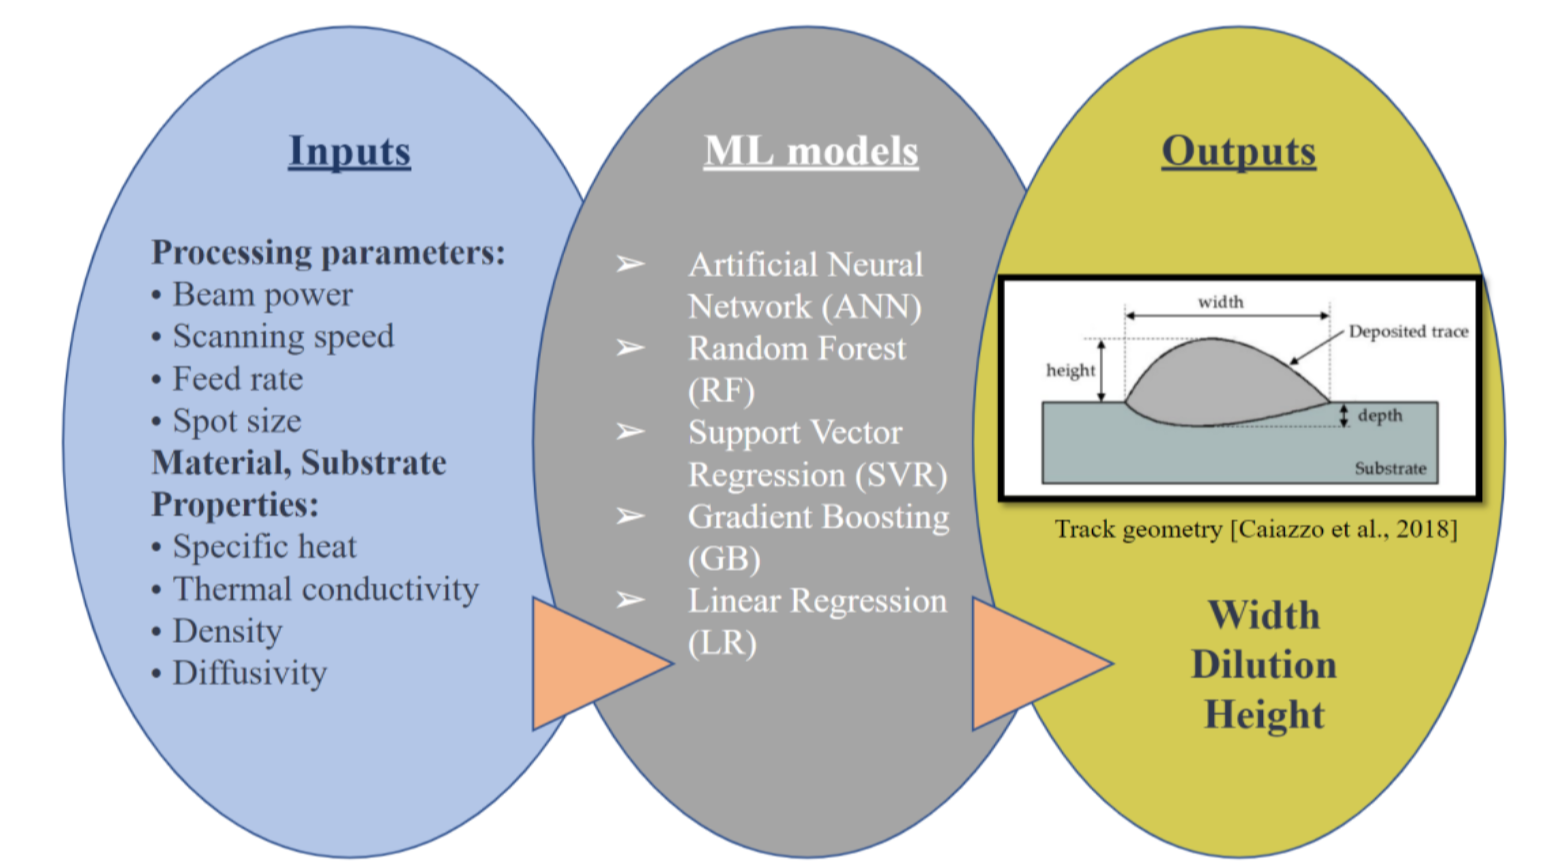 Inputs
Processing parameters:
• Beam power
• Scanning speed
• Feed rate
• Spot size
Material, Substrate
Properties:
• Specific heat
• Thermal conductivity
• Density
• Diffusivity
ML models
➢ Artificial Neural
Network (ANN)
➢ Random Forest
(RF)
➢ Support Vector
Regression (SVR)
➢ Gradient Boosting
(GB)
➢ Linear Regression
(LR)
Outputs
width
Deposited trace
height
depth
Substrate
Track geometry [Caiazzo et al., 2018]
Width
Dilution
Height